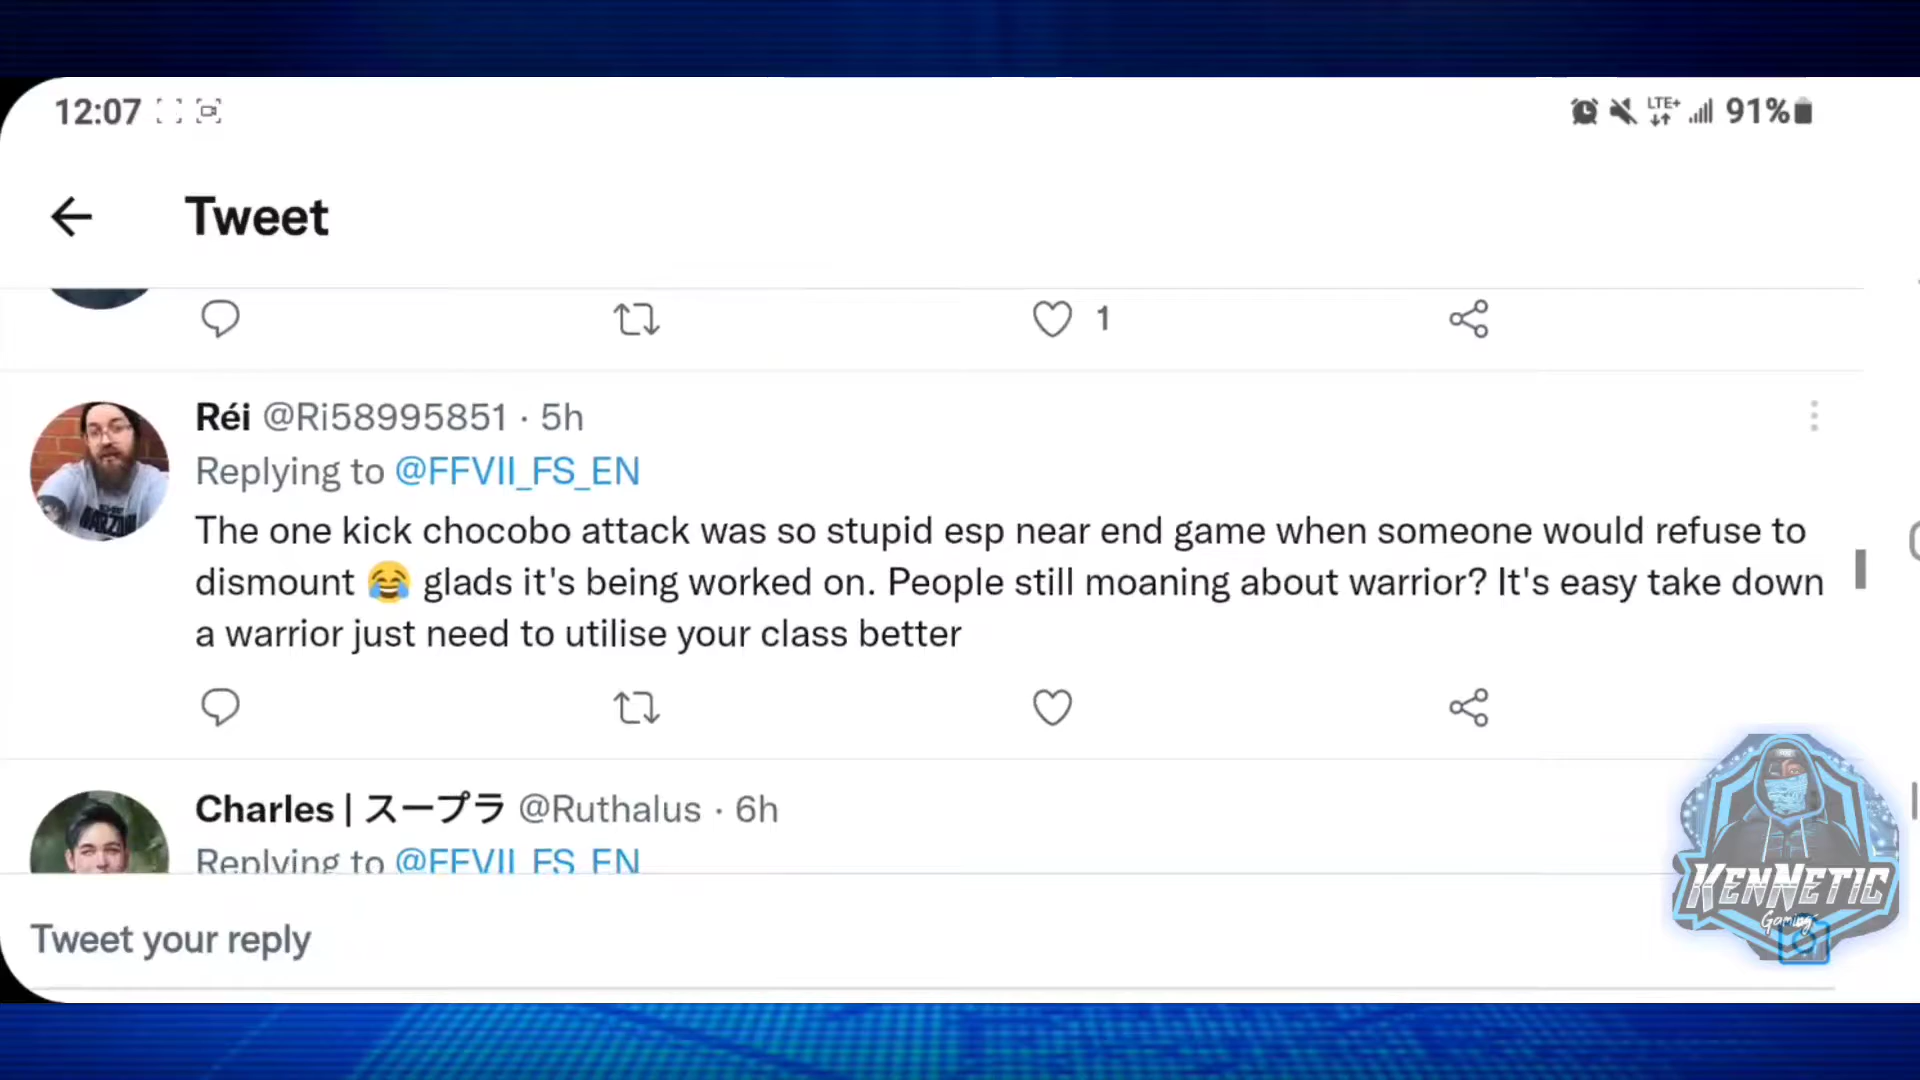 12:07 LTE+ 91%
Tweet
1
Réi @Ri58995851 · 5h
Replying to @FFVII_FS_EN
The one kick chocobo attack was so stupid esp near end game when someone would refuse to
dismount 😂 glads it's being worked on. People still moaning about warrior? It's easy take down
a warrior just need to utilise your class better
Charles | スープラ @Ruthalus · 6h
Replying to @FFVII_FS_EN
Tweet your reply
KENNETIC
Gaming